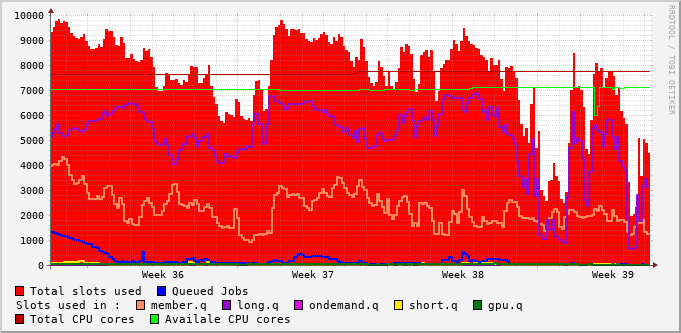 10000
9000
8000
7000
6000
5000
4000
3000
2000
1000
0
Week 36 Week 37 Week 38 Week 39
Total slots used Queued Jobs
Slots used in : member.q long.q ondemand.q short.q gpu.q
Total CPU cores Availale CPU cores
RRDTOOL / TOBI OETIKER